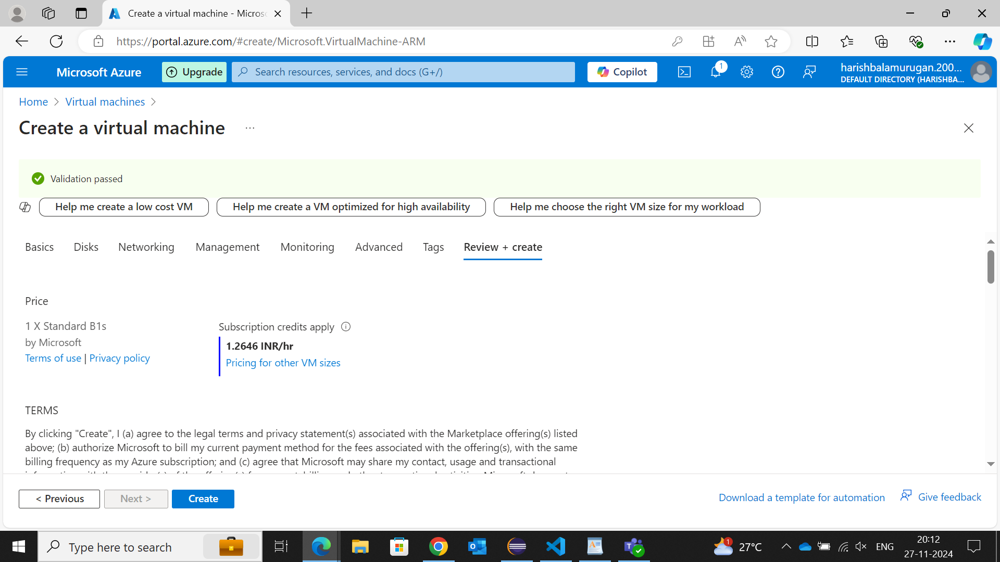 Create a virtual machine - Micros
https://portal.azure.com/#create/Microsoft.VirtualMachine-ARM
Microsoft Azure
Upgrade
Search resources, services, and docs (G+/)
Copilot
1
harishbalamurugan.200...
DEFAULT DIRECTORY (HARISHBA...
Home > Virtual machines >
Create a virtual machine ...
Validation passed
Help me create a low cost VM
Help me create a VM optimized for high availability
Help me choose the right VM size for my workload
Basics Disks Networking Management Monitoring Advanced Tags Review + create
Price
1 X Standard B1s
by Microsoft
Terms of use | Privacy policy
Subscription credits apply
1.2646 INR/hr
Pricing for other VM sizes
TERMS
By clicking "Create", I (a) agree to the legal terms and privacy statement(s) associated with the Marketplace offering(s) listed
above; (b) authorize Microsoft to bill my current payment method for the fees associated with the offering(s), with the same
billing frequency as my Azure subscription; and (c) agree that Microsoft may share my contact, usage and transactional
< Previous
Next >
Create
Download a template for automation
Give feedback
Type here to search
1
27°C
ENG
20:12
27-11-2024